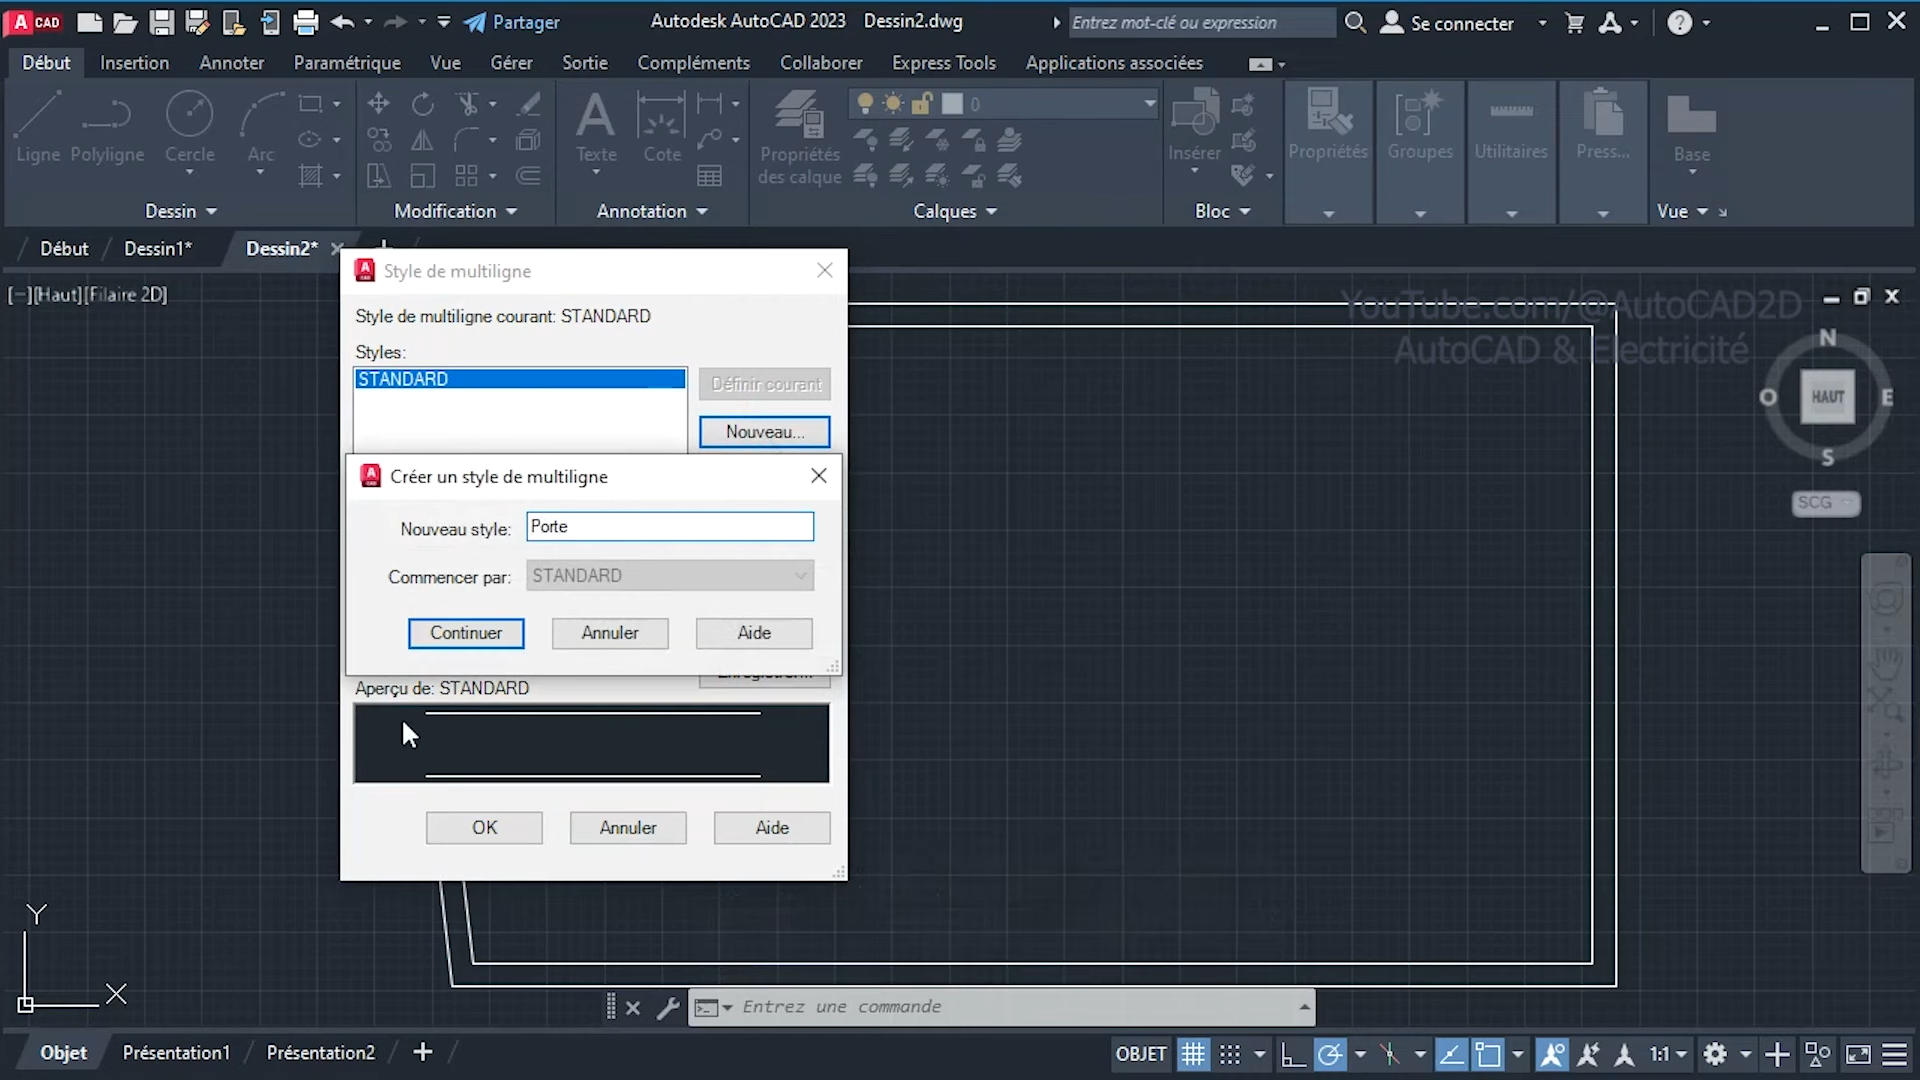 A CAD
Partager
Autodesk AutoCAD 2023 Dessin2.dwg
Entrez mot-clé ou expression
Se connecter
Début Insertion Annoter Paramétrique Vue Gérer Sortie Compléments Collaborer Express Tools Applications associées
Ligne Polyligne Cercle Arc
Texte Cote
Propriétés des calque
0
Insérer
Propriétés Groupes Utilitaires Press... Base
Dessin Modification Annotation Calques Bloc Vue
Début Dessin1* Dessin2*
[−][Haut][Filaire 2D]
YouTube.com/@AutoCAD2D
AutoCAD & Electricité
N
O HAUT E
S
SCG
Style de multiligne
Style de multiligne courant: STANDARD
Styles:
STANDARD
Définir courant
Nouveau...
Créer un style de multiligne
Nouveau style: Porte
Commencer par: STANDARD
Continuer Annuler Aide
Enregistrer...
Aperçu de: STANDARD
OK Annuler Aide
Y
X
Entrez une commande
Objet Présentation1 Présentation2
OBJET
1:1